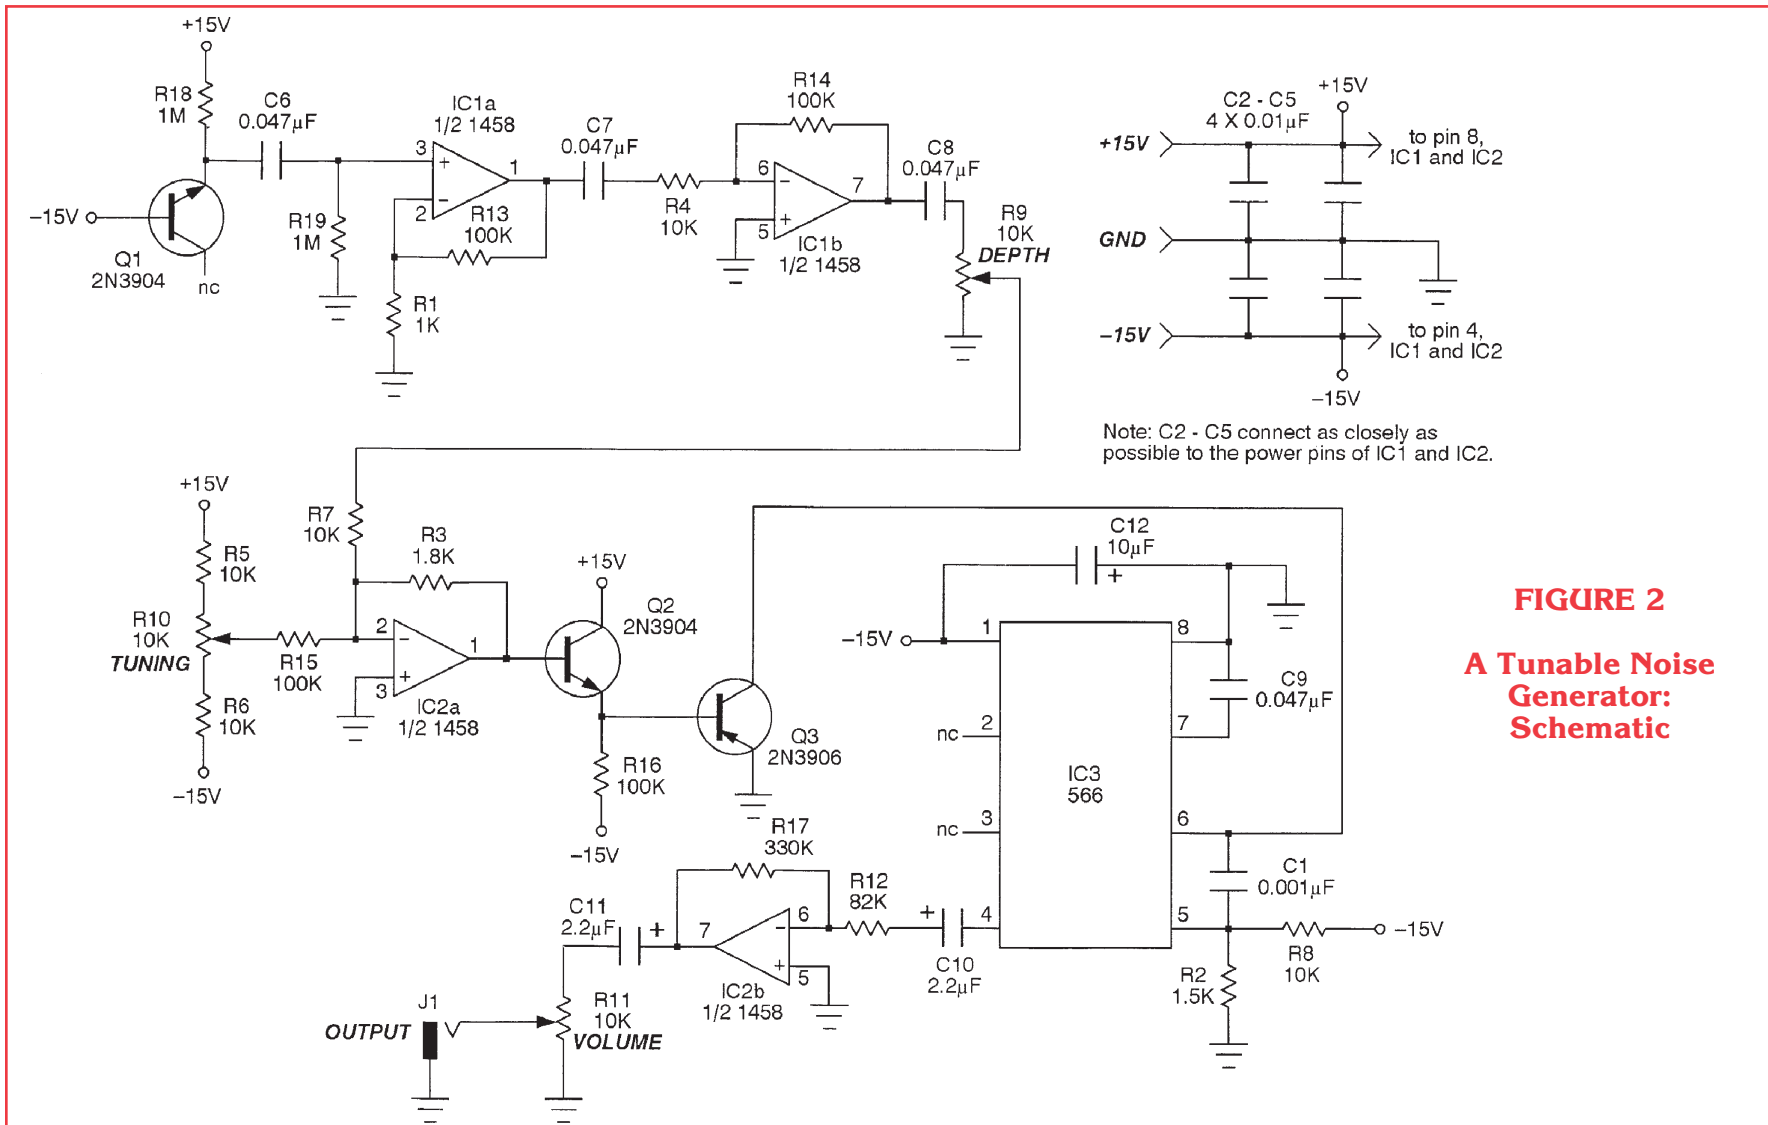 +15V
R18
1M
C6
0.047µF
IC1a
1/2 1458
3
+
1
−
2
−15V
Q1
2N3904
nc
R19
1M
R13
100K
R1
1K
C7
0.047µF
R4
10K
R14
100K
6
−
7
+
5
IC1b
1/2 1458
C8
0.047µF
R9
10K
DEPTH
C2 - C5
4 X 0.01µF
+15V
+15V
to pin 8,
IC1 and IC2
GND
−15V
to pin 4,
IC1 and IC2
−15V
Note: C2 - C5 connect as closely as
possible to the power pins of IC1 and IC2.
+15V
R5
10K
R10
10K
TUNING
R6
10K
−15V
R7
10K
R3
1.8K
R15
100K
2
−
1
+
3
IC2a
1/2 1458
+15V
Q2
2N3904
R16
100K
−15V
Q3
2N3906
C12
10µF
+
−15V
1
8
nc
2
7
IC3
566
nc
3
6
4
5
C9
0.047µF
C1
0.001µF
R8
10K
−15V
R2
1.5K
R17
330K
R12
82K
+
C10
2.2µF
6
−
7
+
5
IC2b
1/2 1458
C11
2.2µF
+
R11
10K
VOLUME
J1
OUTPUT
FIGURE 2
A Tunable Noise
Generator:
Schematic